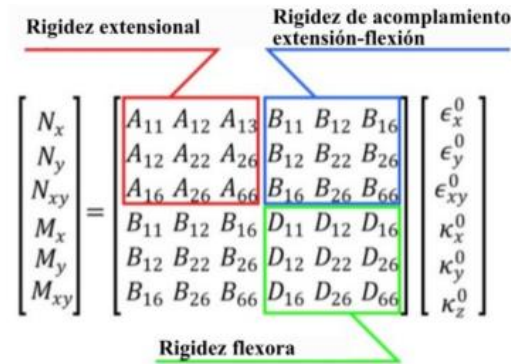 Rigidez extensional
Rigidez de acomplamiento
extensión-flexión
N_x A_11 A_12 A_13 B_11 B_12 B_16 ϵ_x^0
N_y A_12 A_22 A_26 B_12 B_22 B_26 ϵ_y^0
N_xy A_16 A_26 A_66 B_16 B_26 B_66 ϵ_xy^0
=
M_x B_11 B_12 B_16 D_11 D_12 D_16 κ_x^0
M_y B_12 B_22 B_26 D_12 D_22 D_26 κ_y^0
M_xy B_16 B_26 B_66 D_16 D_26 D_66 κ_z^0
Rigidez flexora